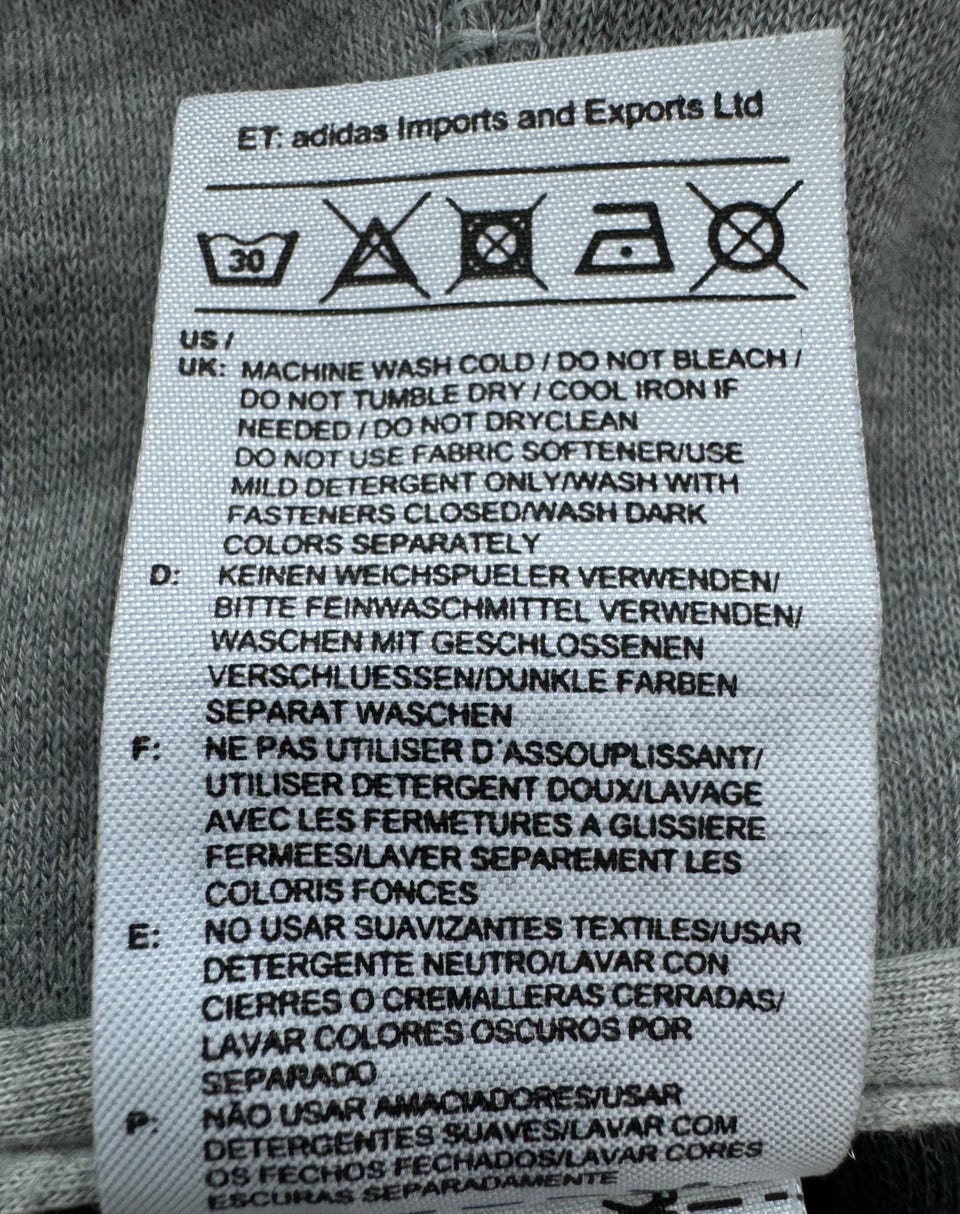 ET: adidas Imports and Exports Ltd
30
US /
UK: MACHINE WASH COLD / DO NOT BLEACH /
DO NOT TUMBLE DRY / COOL IRON IF
NEEDED / DO NOT DRYCLEAN
DO NOT USE FABRIC SOFTENER/USE
MILD DETERGENT ONLY/WASH WITH
FASTENERS CLOSED/WASH DARK
COLORS SEPARATELY
D: KEINEN WEICHSPUELER VERWENDEN/
BITTE FEINWASCHMITTEL VERWENDEN/
WASCHEN MIT GESCHLOSSENEN
VERSCHLUESSEN/DUNKLE FARBEN
SEPARAT WASCHEN
F: NE PAS UTILISER D'ASSOUPLISSANT/
UTILISER DETERGENT DOUX/LAVAGE
AVEC LES FERMETURES A GLISSIERE
FERMEES/LAVER SEPAREMENT LES
COLORIS FONCES
E: NO USAR SUAVIZANTES TEXTILES/USAR
DETERGENTE NEUTRO/LAVAR CON
CIERRES O CREMALLERAS CERRADAS/
LAVAR COLORES OSCUROS POR
SEPARADO
P: NÃO USAR AMACIADORES/USAR
DETERGENTES SUAVES/LAVAR COM
OS FECHOS FECHADOS/LAVAR CORES
ESCURAS SEPARADAMENTE